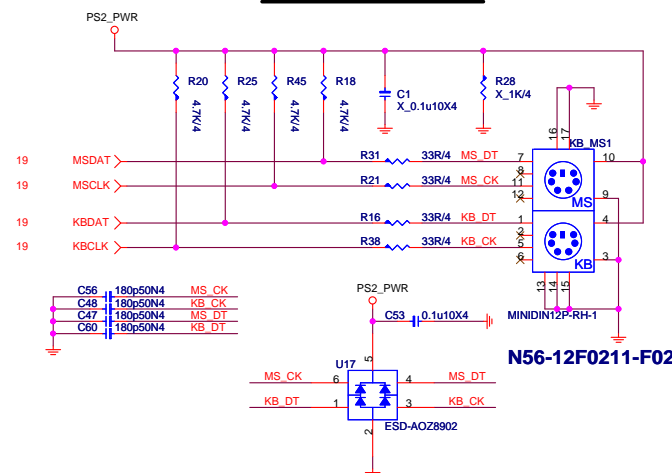 PS2_PWR
R20 R25 R45 R18 C1 R28
4.7K/4 4.7K/4 4.7K/4 4.7K/4 X_0.1u10X4 X_1K/4
16 17 KB_MS1
19 MSDAT R31 33R/4 MS_DT 7 10
8
19 MSCLK R21 33R/4 MS_CK 11 9
12 MS
19 KBDAT R16 33R/4 KB_DT 1 4
2
19 KBCLK R38 33R/4 KB_CK 5 3
6 KB
13 14 15
MINIDIN12P-RH-1
N56-12F0211-F02
C56 180p50N4 MS_CK
C48 180p50N4 KB_CK
C47 180p50N4 MS_DT
C60 180p50N4 KB_DT
PS2_PWR
C53 0.1u10X4
U17 5
MS_CK 6 4 MS_DT
KB_DT 1 3 KB_CK
2 ESD-AOZ8902